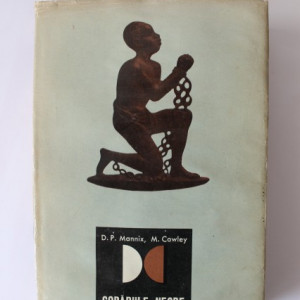 D. P. Mannix, M. Cowley
CORĂBIILE NEGRE